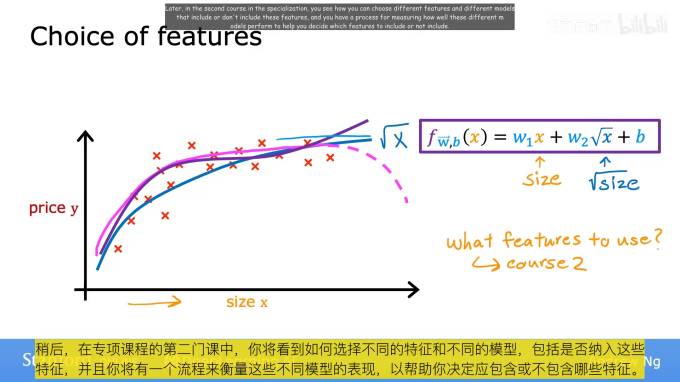 Later, in the second course in the specialization, you see how you can choose different features and different models
that include or don't include these features, and you have a process for measuring how well these different m
odels perform to help you decide which features to include or not include.
Choice of features
bilibili
√x
f_{\vec{w},b}(x) = w₁x + w₂√x + b
size
√size
price y
what features to use?
↳ course 2
size x
稍后，在专项课程的第二门课中，你将看到如何选择不同的特征和不同的模型，包括是否纳入这些
特征，并且你将有一个流程来衡量这些不同模型的表现，以帮助你决定应包含或不包含哪些特征。